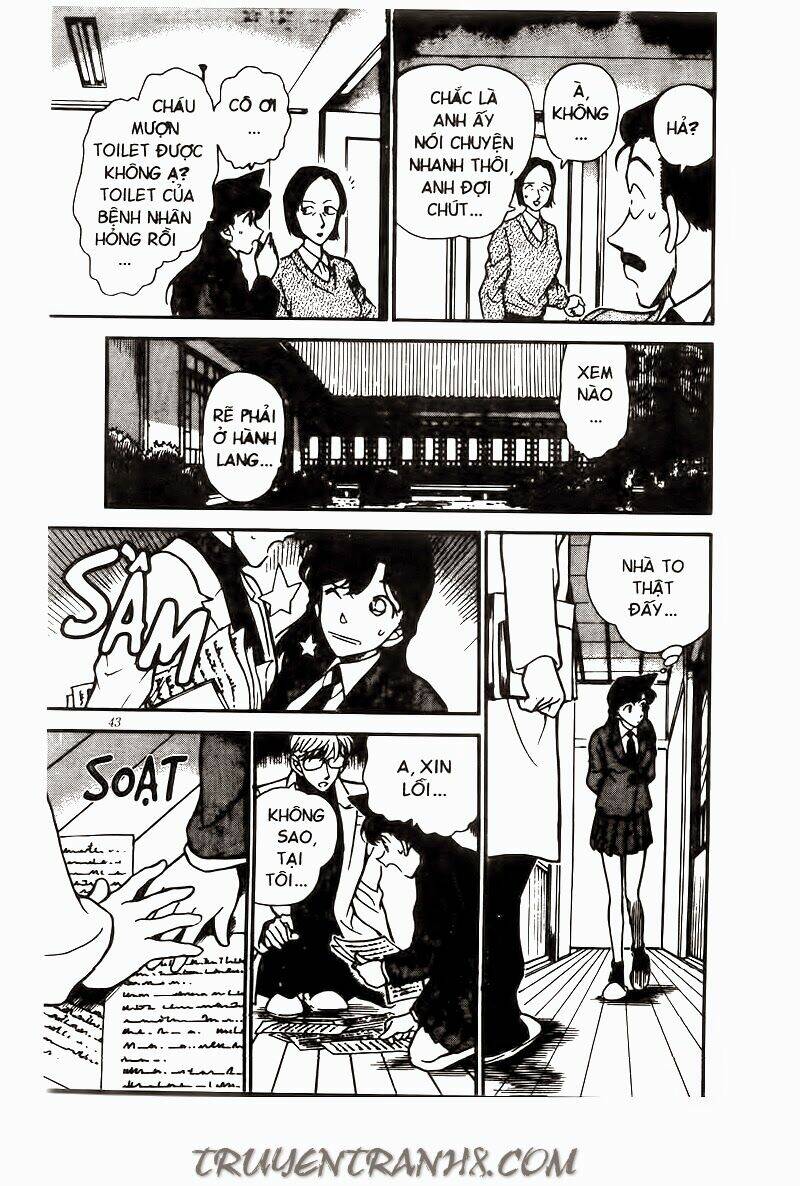 HẢ?
À,
KHÔNG
...
CHẮC LÀ
ANH ẤY
NÓI CHUYỆN
NHANH THÔI,
ANH ĐỢI
CHÚT...
CÔ ƠI
...
CHÁU
MƯỢN
TOILET ĐƯỢC
KHÔNG Ạ?
TOILET CỦA
BỆNH NHÂN
HỎNG RỒI
...
XEM
NÀO
...
RẼ PHẢI
Ở HÀNH
LANG...
NHÀ TO
THẬT
ĐẤY...
SẦM
43
A, XIN
LỖI...
KHÔNG
SAO,
TẠI
TÔI...
SOẠT
TRUYENTRANH8.COM